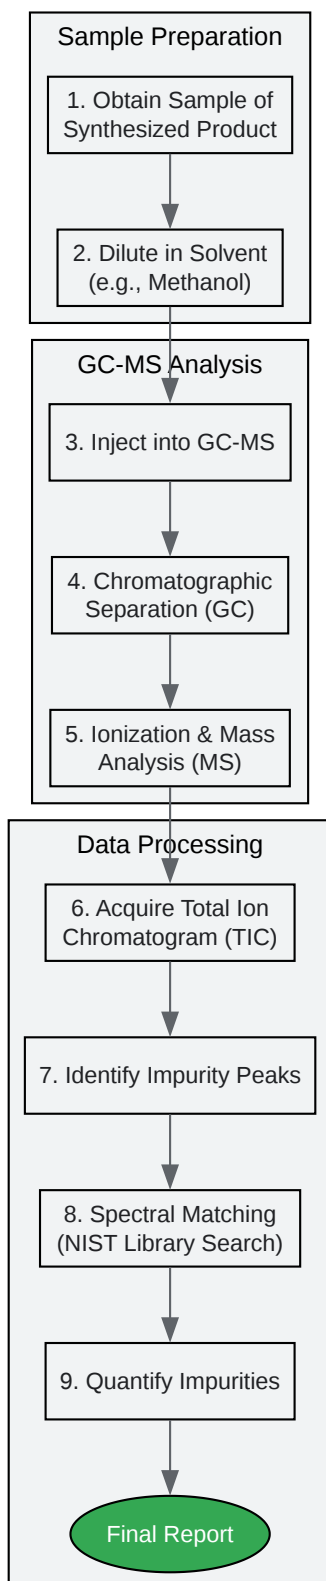 Sample Preparation
1. Obtain Sample of
Synthesized Product
2. Dilute in Solvent
(e.g., Methanol)
GC-MS Analysis
3. Inject into GC-MS
4. Chromatographic
Separation (GC)
5. Ionization & Mass
Analysis (MS)
Data Processing
6. Acquire Total Ion
Chromatogram (TIC)
7. Identify Impurity Peaks
8. Spectral Matching
(NIST Library Search)
9. Quantify Impurities
Final Report